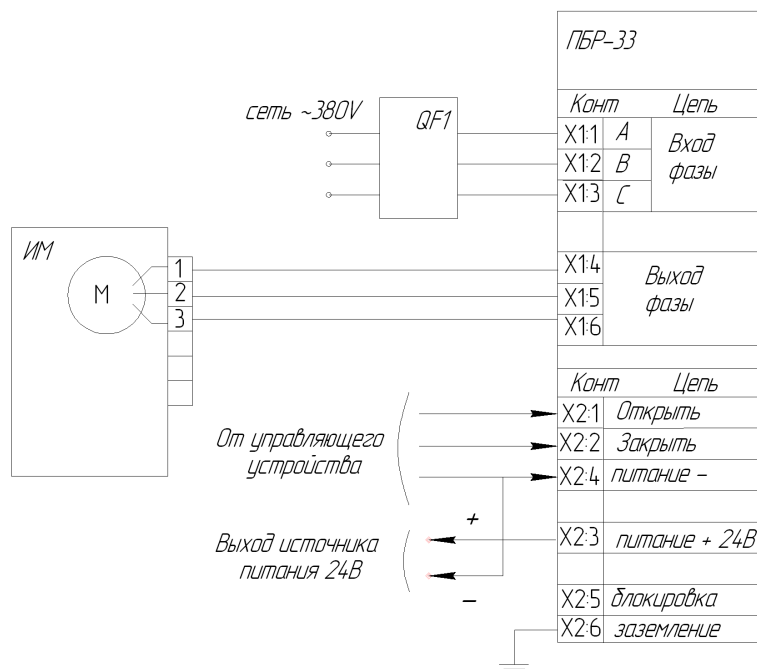 ПБР-33
сеть ~380V
QF1
Конт Цепь
X1:1 A
X1:2 B
X1:3 C
Вход
фазы
ИМ
M
1
2
3
X1:4
X1:5
X1:6
Выход
фазы
Конт Цепь
X2:1 Открыть
X2:2 Закрыть
X2:4 питание -
От управляющего
устройства
X2:3 питание + 24В
+
Выход источника
питания 24В
-
X2:5 блокировка
X2:6 заземление